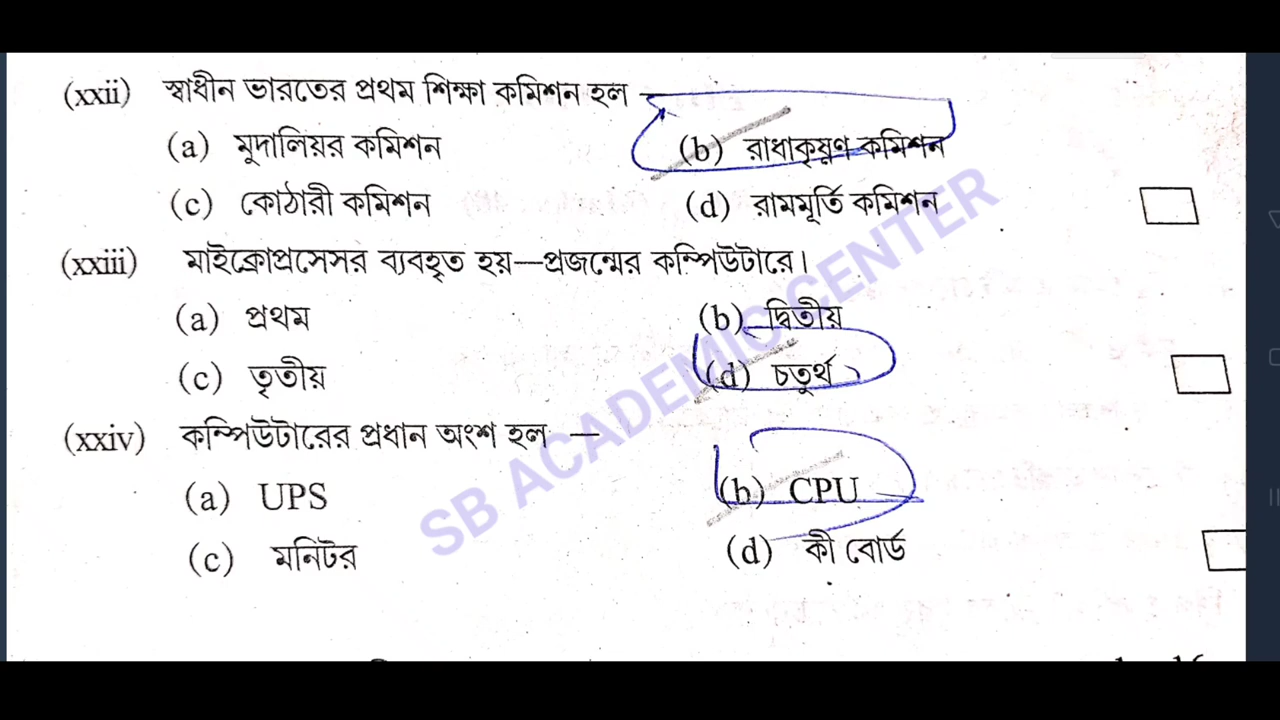 (xxii) স্বাধীন ভারতের প্রথম শিক্ষা কমিশন হল —
(a) মুদালিয়র কমিশন (b) রাধাকৃষ্ণণ কমিশন
(c) কোঠারী কমিশন (d) রামমূর্তি কমিশন
(xxiii) মাইক্রোপ্রসেসর ব্যবহৃত হয়—প্রজন্মের কম্পিউটারে।
(a) প্রথম (b) দ্বিতীয়
(c) তৃতীয় (d) চতুর্থ
(xxiv) কম্পিউটারের প্রধান অংশ হল —
(a) UPS (b) CPU
(c) মনিটর (d) কী বোর্ড
SB ACADEMIC CENTER